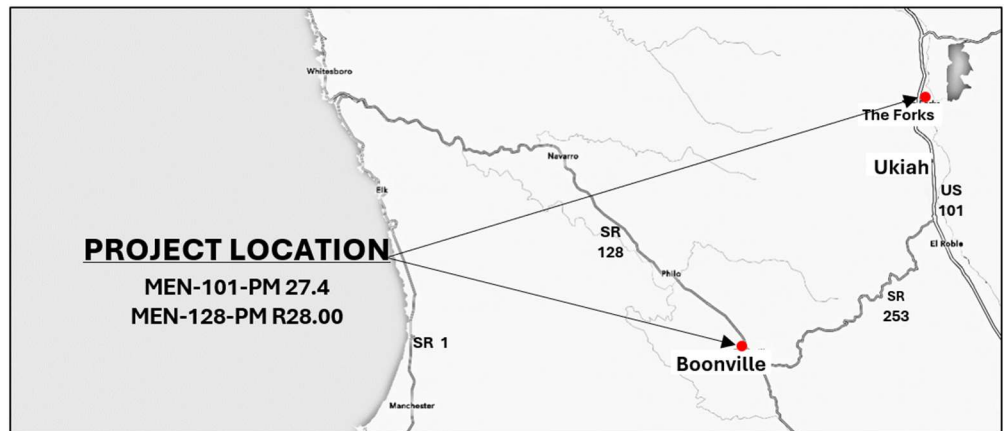 Whitesboro
The Forks
Navarro
Ukiah
Elk
US
101
SR
128
El Roble
PROJECT LOCATION
Philo
MEN-101-PM 27.4
SR
253
MEN-128-PM R28.00
SR 1
Boonville
Manchester